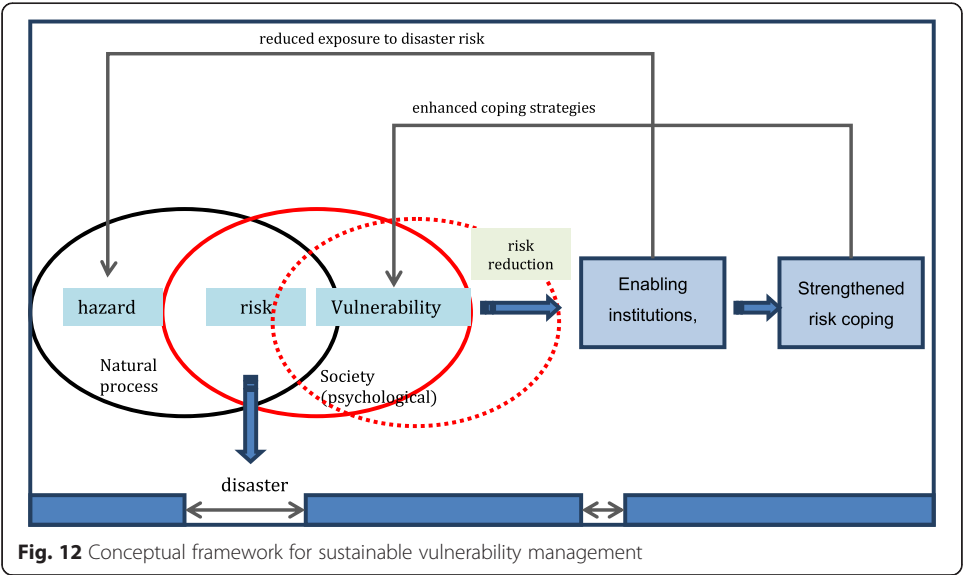 reduced exposure to disaster risk
enhanced coping strategies
risk
reduction
Enabling
institutions,
Strengthened
risk coping
hazard
risk
Vulnerability
Natural
process
Society
(psychological)
disaster
Fig. 12 Conceptual framework for sustainable vulnerability management